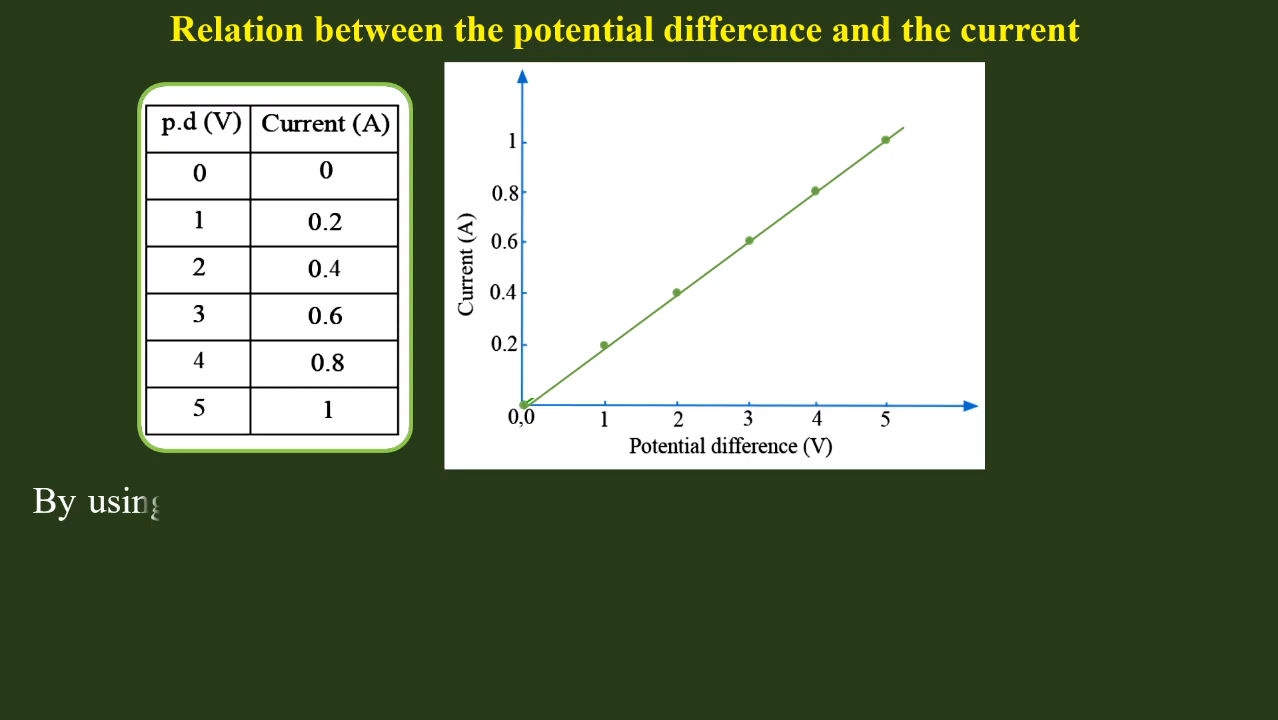 Relation between the potential difference and the current
p.d (V) Current (A)
0 0
1 0.2
2 0.4
3 0.6
4 0.8
5 1
Current (A)
1
0.8
0.6
0.4
0.2
0,0 1 2 3 4 5
Potential difference (V)
By using